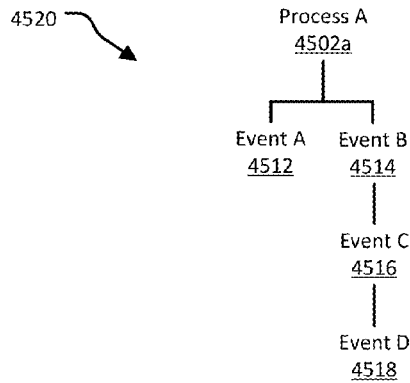 4520
Process A
4502a
Event A
Event B
4512
4514
Event C
4516
Event D
4518